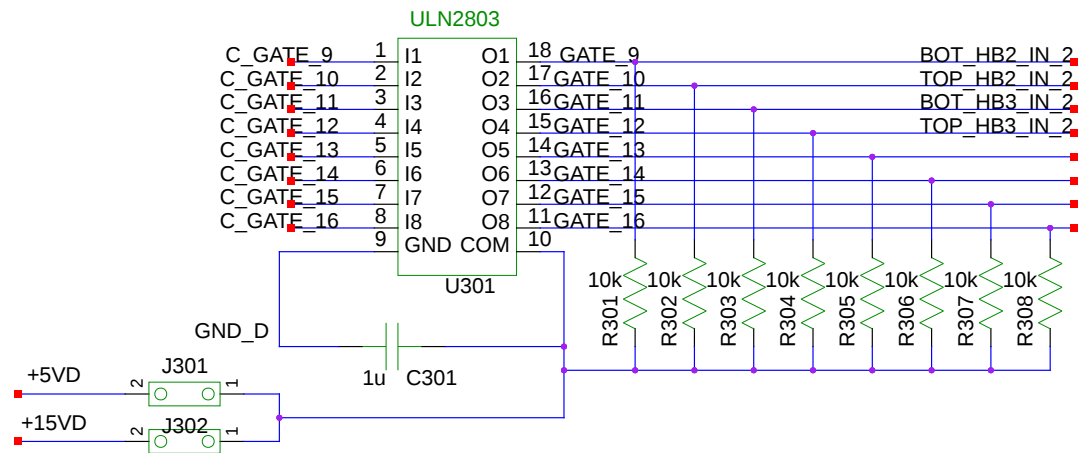 ULN2803
C_GATE_9 1 I1 O1 18 GATE_9 BOT_HB2_IN_2
C_GATE_10 2 I2 O2 17 GATE_10 TOP_HB2_IN_2
C_GATE_11 3 I3 O3 16 GATE_11 BOT_HB3_IN_2
C_GATE_12 4 I4 O4 15 GATE_12 TOP_HB3_IN_2
C_GATE_13 5 I5 O5 14 GATE_13
C_GATE_14 6 I6 O6 13 GATE_14
C_GATE_15 7 I7 O7 12 GATE_15
C_GATE_16 8 I8 O8 11 GATE_16
9 GND COM 10
U301
10k 10k 10k 10k 10k 10k 10k 10k
R301 R302 R303 R304 R305 R306 R307 R308
GND_D
1u C301
+5VD 2 J301 1
+15VD 2 J302 1